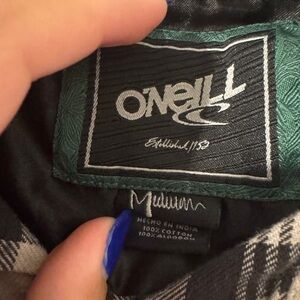 O'NEILL
Established 1952
Medium
HECHO EN INDIA
100% COTTON
100% ALGODON